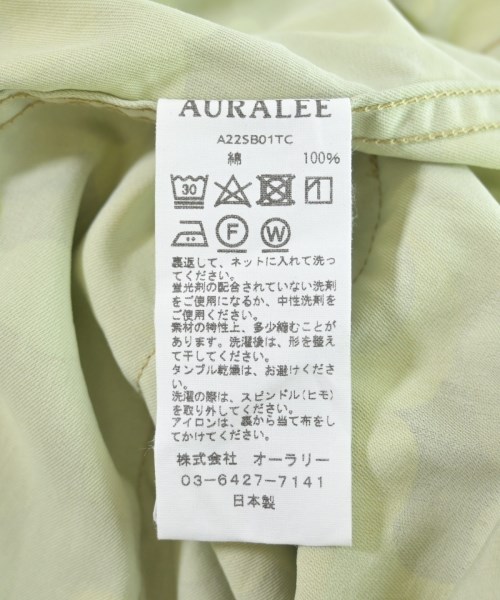 AURALEE
A22SB01TC
綿 100%
30
F W
裏返して、ネットに入れて洗っ
てください。
蛍光剤の配合されていない洗剤
をご使用になるか、中性洗剤を
ご使用ください。
素材の特性上、多少縮むことが
あります。洗濯後は、形を整え
て干してください。
タンブル乾燥は、お避けくださ
い。
洗濯の際は、スピンドル(ヒモ)
を取り外してください。
アイロンは、裏から当て布をし
てかけてください。
株式会社 オーラリー
03-6427-7141
日本製